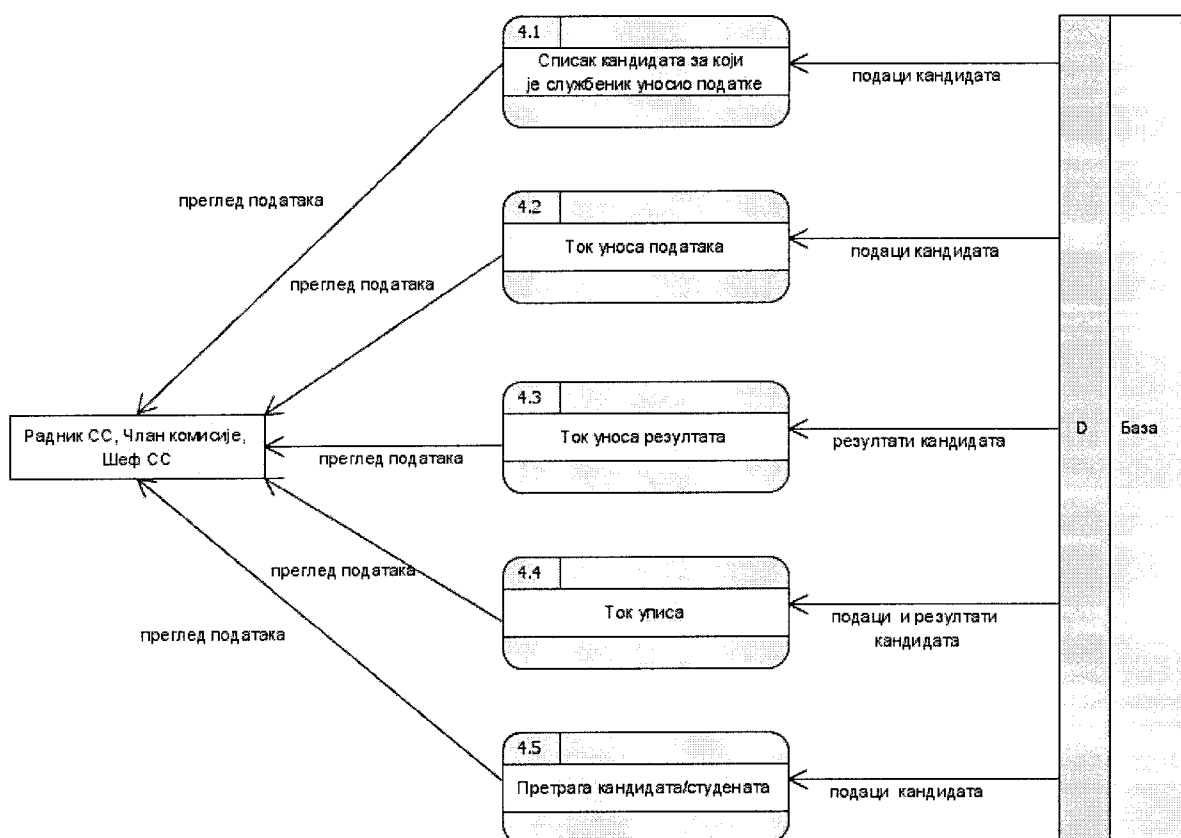 4.1
Списак кандидата за који
је службеник уносио податке
подаци кандидата
преглед података
4.2
Ток уноса података
подаци кандидата
преглед података
4.3
Ток уноса резултата
резултати кандидата
преглед података
Радник СС, Члан комисије,
Шеф СС
D
База
4.4
Ток уписа
подаци и резултати
кандидата
преглед података
4.5
Претрага кандидата/студената
подаци кандидата
преглед података